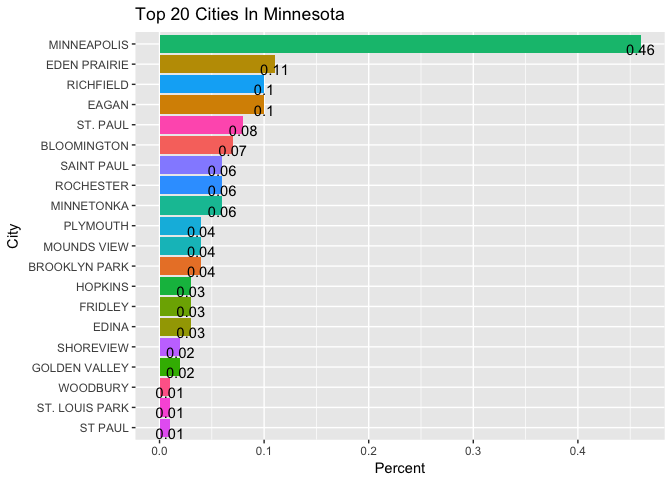 Top 20 Cities In Minnesota
City
MINNEAPOLIS 0.46
EDEN PRAIRIE 0.11
RICHFIELD 0.1
EAGAN 0.1
ST. PAUL 0.08
BLOOMINGTON 0.07
SAINT PAUL 0.06
ROCHESTER 0.06
MINNETONKA 0.06
PLYMOUTH 0.04
MOUNDS VIEW 0.04
BROOKLYN PARK 0.04
HOPKINS 0.03
FRIDLEY 0.03
EDINA 0.03
SHOREVIEW 0.02
GOLDEN VALLEY 0.02
WOODBURY 0.01
ST. LOUIS PARK 0.01
ST PAUL 0.01
0.0 0.1 0.2 0.3 0.4
Percent